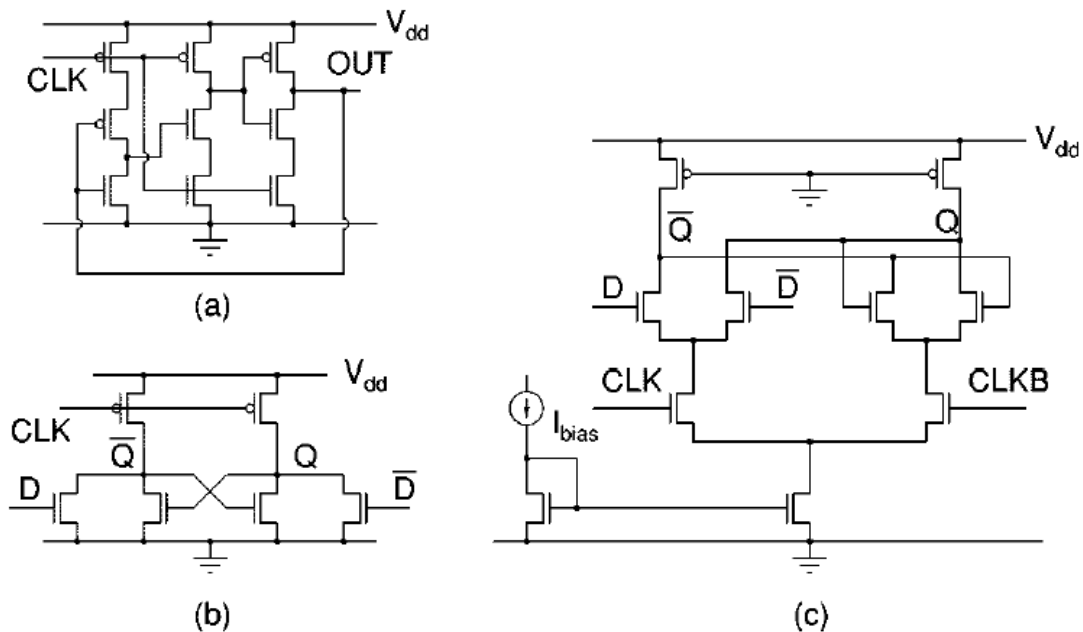 V_dd
CLK
OUT
(a)
V_dd
CLK
Q̅
Q
D
D̅
(b)
V_dd
Q̅
Q
D
D̅
CLK
CLKB
I_bias
(c)